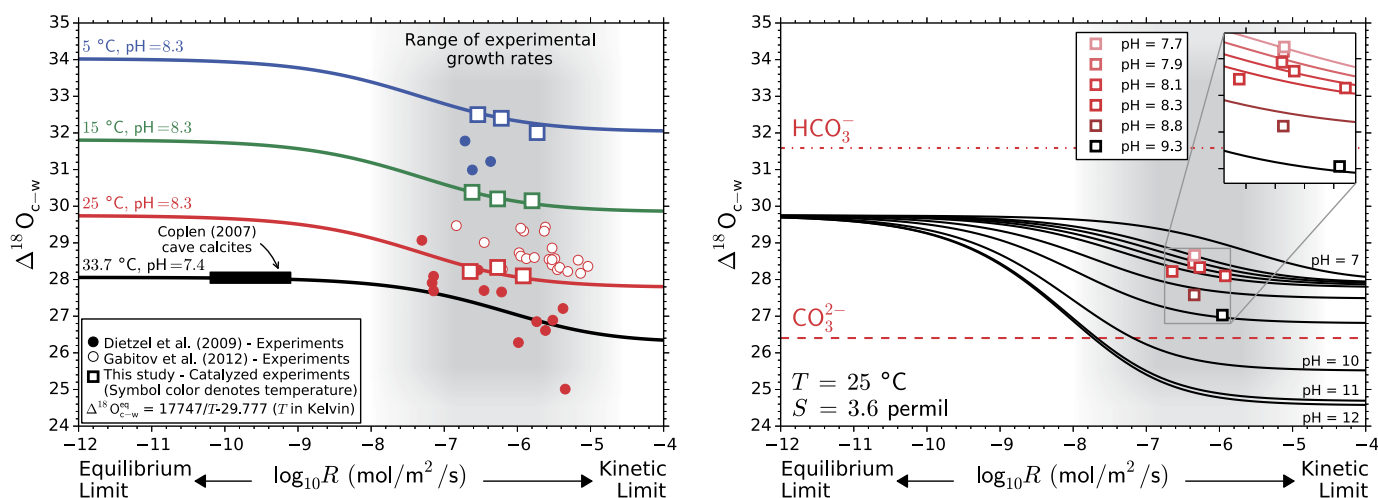 35
34
33
32
31
30
29
28
27
26
25
24
Δ¹⁸O_c−w
5 °C, pH=8.3
15 °C, pH=8.3
25 °C, pH=8.3
33.7 °C, pH=7.4
Range of experimental
growth rates
Coplen (2007)
cave calcites
Dietzel et al. (2009) - Experiments
Gabitov et al. (2012) - Experiments
This study - Catalyzed experiments
(Symbol color denotes temperature)
Δ¹⁸O^eq_c−w = 17747/T-29.777 (T in Kelvin)
−12 −11 −10 −9 −8 −7 −6 −5 −4
Equilibrium
Limit
log₁₀R (mol/m²/s)
Kinetic
Limit
35
34
33
32
31
30
29
28
27
26
25
24
Δ¹⁸O_c−w
pH = 7.7
pH = 7.9
pH = 8.1
pH = 8.3
pH = 8.8
pH = 9.3
HCO₃⁻
CO₃²⁻
pH = 7
pH = 10
pH = 11
pH = 12
T = 25 °C
S = 3.6 permil
−12 −11 −10 −9 −8 −7 −6 −5 −4
Equilibrium
Limit
log₁₀R (mol/m²/s)
Kinetic
Limit